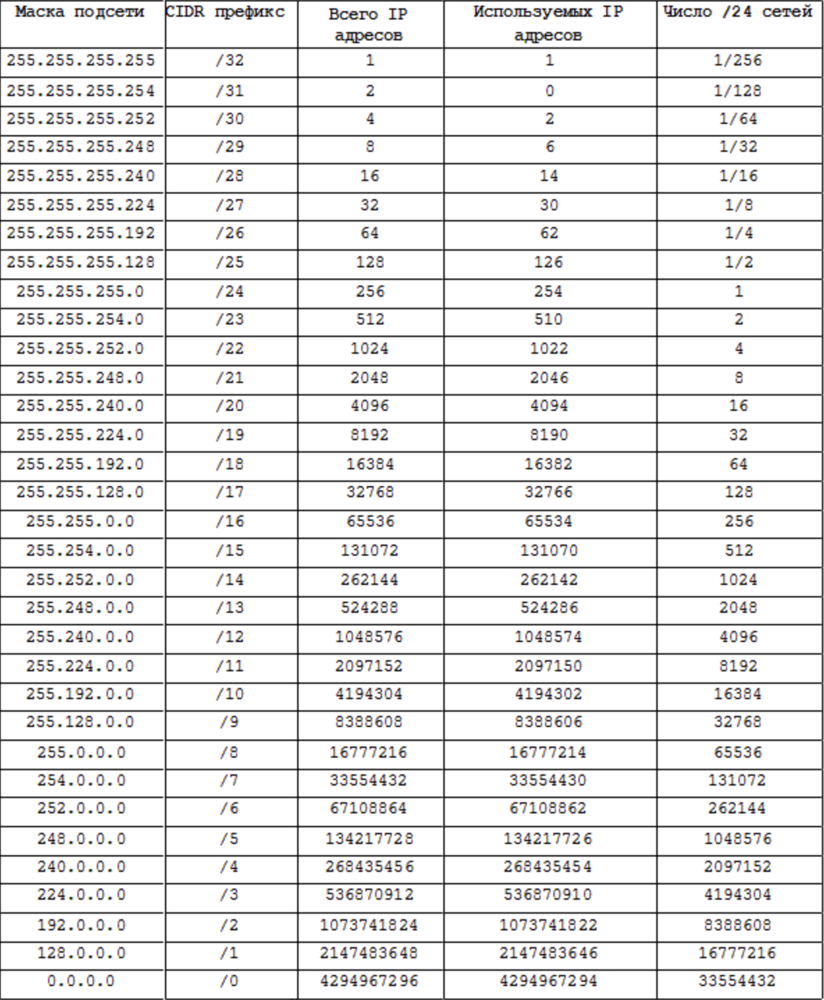 Маска подсети CIDR префикс Всего IP адресов Используемых IP адресов Число /24 сетей
255.255.255.255 /32 1 1 1/256
255.255.255.254 /31 2 0 1/128
255.255.255.252 /30 4 2 1/64
255.255.255.248 /29 8 6 1/32
255.255.255.240 /28 16 14 1/16
255.255.255.224 /27 32 30 1/8
255.255.255.192 /26 64 62 1/4
255.255.255.128 /25 128 126 1/2
255.255.255.0 /24 256 254 1
255.255.254.0 /23 512 510 2
255.255.252.0 /22 1024 1022 4
255.255.248.0 /21 2048 2046 8
255.255.240.0 /20 4096 4094 16
255.255.224.0 /19 8192 8190 32
255.255.192.0 /18 16384 16382 64
255.255.128.0 /17 32768 32766 128
255.255.0.0 /16 65536 65534 256
255.254.0.0 /15 131072 131070 512
255.252.0.0 /14 262144 262142 1024
255.248.0.0 /13 524288 524286 2048
255.240.0.0 /12 1048576 1048574 4096
255.224.0.0 /11 2097152 2097150 8192
255.192.0.0 /10 4194304 4194302 16384
255.128.0.0 /9 8388608 8388606 32768
255.0.0.0 /8 16777216 16777214 65536
254.0.0.0 /7 33554432 33554430 131072
252.0.0.0 /6 67108864 67108862 262144
248.0.0.0 /5 134217728 134217726 1048576
240.0.0.0 /4 268435456 268435454 2097152
224.0.0.0 /3 536870912 536870910 4194304
192.0.0.0 /2 1073741824 1073741822 8388608
128.0.0.0 /1 2147483648 2147483646 16777216
0.0.0.0 /0 4294967296 4294967294 33554432